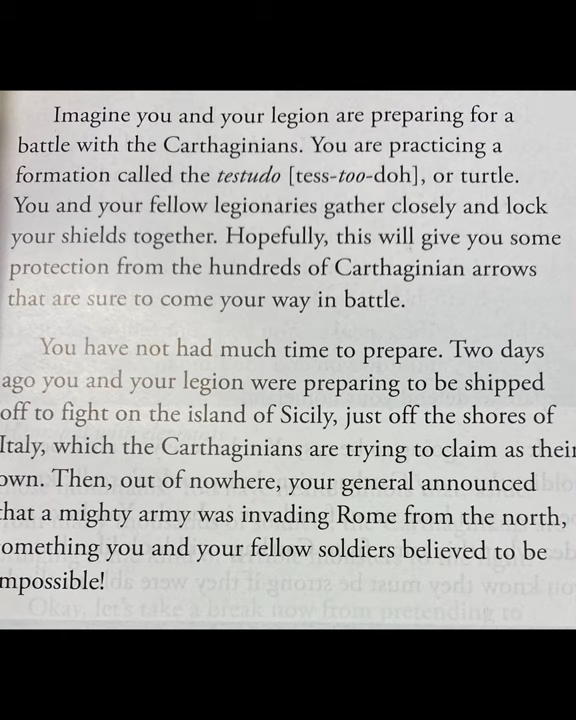 Imagine you and your legion are preparing for a
battle with the Carthaginians. You are practicing a
formation called the testudo [tess-too-doh], or turtle.
You and your fellow legionaries gather closely and lock
your shields together. Hopefully, this will give you some
protection from the hundreds of Carthaginian arrows
that are sure to come your way in battle.
You have not had much time to prepare. Two days
ago you and your legion were preparing to be shipped
off to fight on the island of Sicily, just off the shores of
Italy, which the Carthaginians are trying to claim as thei
own. Then, out of nowhere, your general announced
hat a mighty army was invading Rome from the north,
omething you and your fellow soldiers believed to be
mpossible!